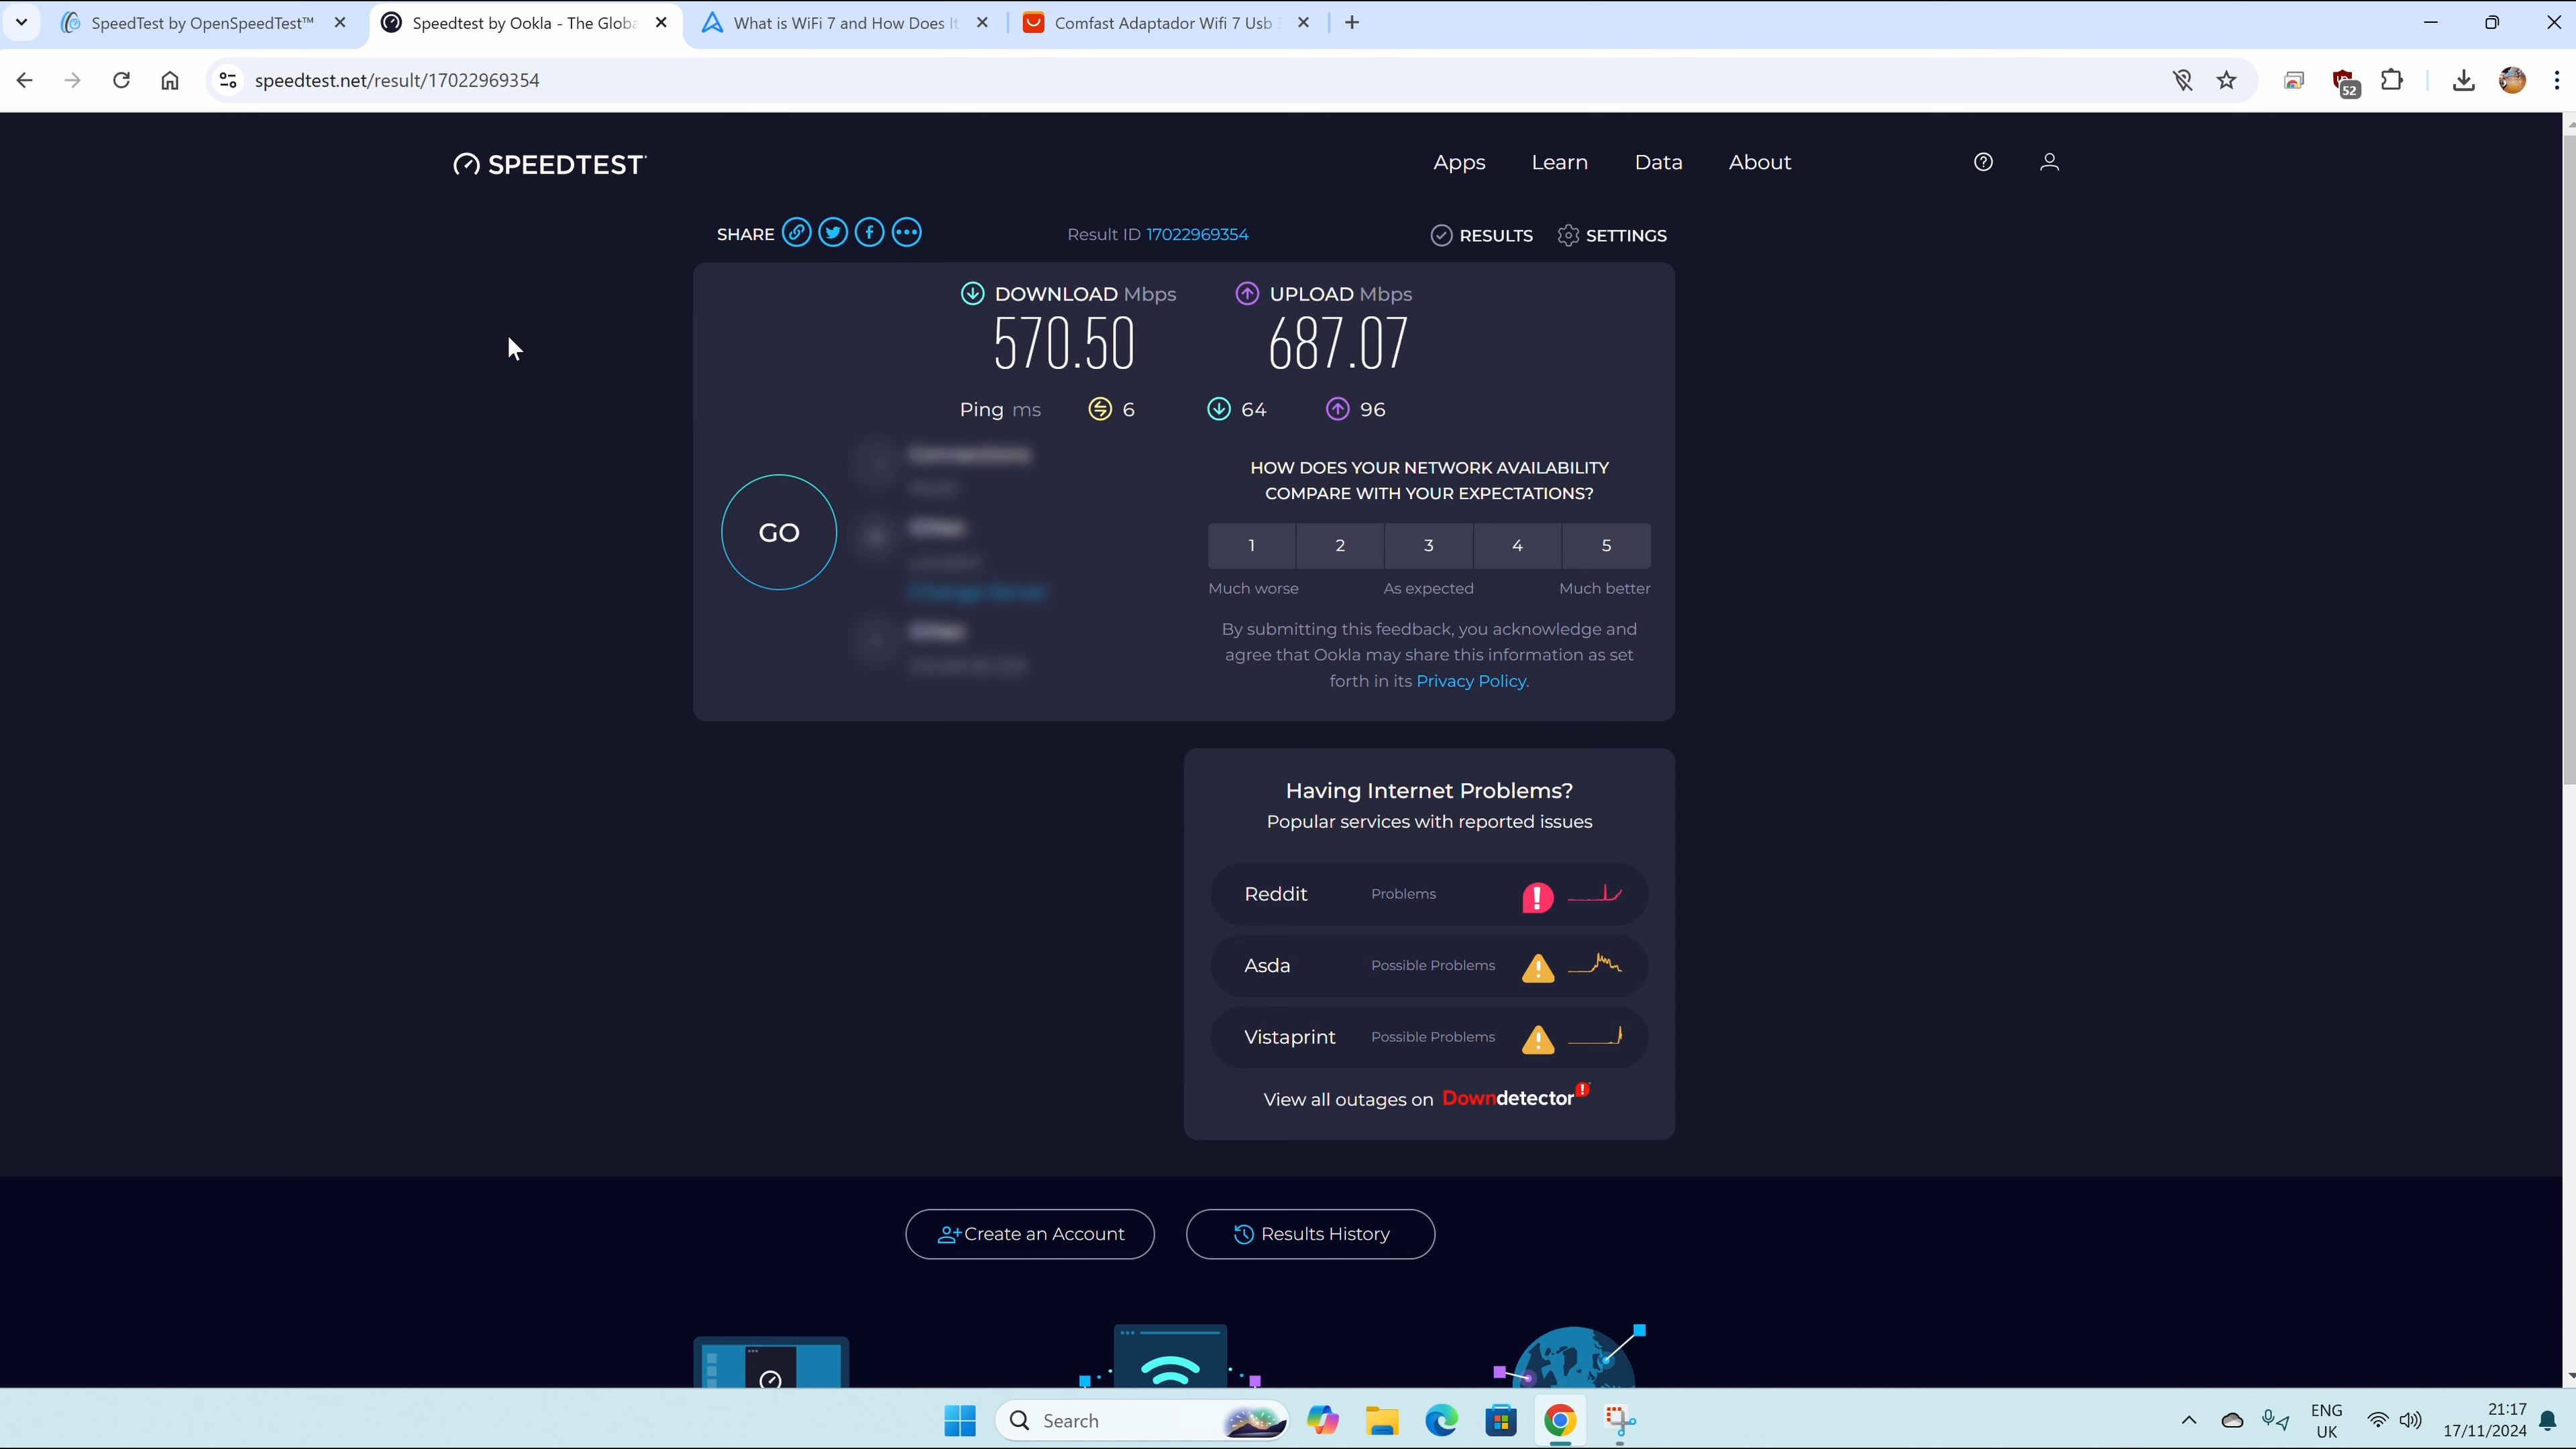 SpeedTest by OpenSpeedTest™
Speedtest by Ookla - The Globa
What is WiFi 7 and How Does It
Comfast Adaptador Wifi 7 Usb
speedtest.net/result/17022969354
52
SPEEDTEST
Apps Learn Data About
SHARE
Result ID 17022969354
RESULTS SETTINGS
DOWNLOAD Mbps
570.50
UPLOAD Mbps
687.07
Ping ms 6 64 96
GO
HOW DOES YOUR NETWORK AVAILABILITY
COMPARE WITH YOUR EXPECTATIONS?
1 2 3 4 5
Much worse As expected Much better
By submitting this feedback, you acknowledge and
agree that Ookla may share this information as set
forth in its Privacy Policy.
Having Internet Problems?
Popular services with reported issues
Reddit Problems
Asda Possible Problems
Vistaprint Possible Problems
View all outages on Downdetector
Create an Account
Results History
Search
ENG
UK
21:17
17/11/2024